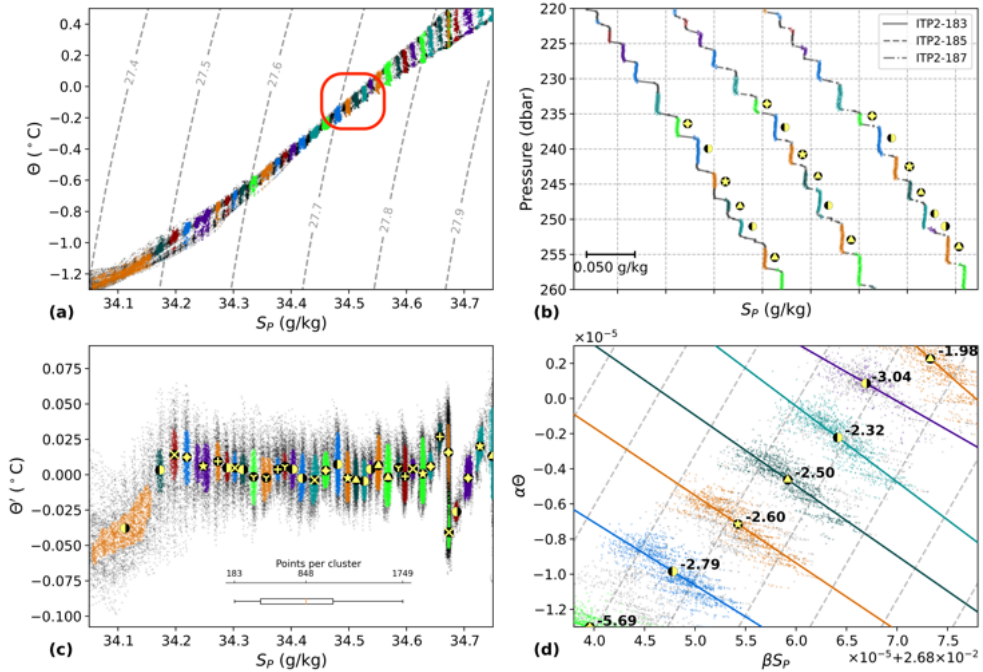 0.4
0.2
0.0
−0.2
−0.4
−0.6
−0.8
−1.0
−1.2
Θ (°C)
27.4
27.5
27.6
27.7
27.8
27.9
34.1 34.2 34.3 34.4 34.5 34.6 34.7
(a)
S_P (g/kg)
220
225
230
235
240
245
250
255
260
Pressure (dbar)
ITP2-183
ITP2-185
ITP2-187
0.050 g/kg
(b)
S_P (g/kg)
0.075
0.050
0.025
0.000
−0.025
−0.050
−0.075
−0.100
Θ′ (°C)
Points per cluster
183 848 1749
34.1 34.2 34.3 34.4 34.5 34.6 34.7
(c)
S_P (g/kg)
×10⁻⁵
0.2
0.0
−0.2
−0.4
−0.6
−0.8
−1.0
−1.2
αΘ
-1.98
-3.04
-2.32
-2.50
-2.60
-2.79
-5.69
4.0 4.5 5.0 5.5 6.0 6.5 7.0 7.5
(d)
βS_P
×10⁻⁵+2.68×10⁻²